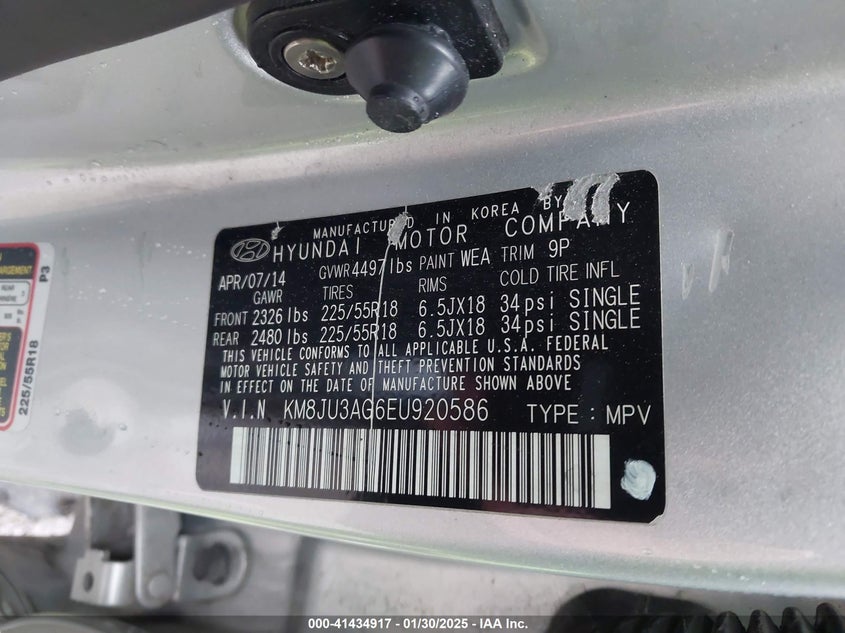 MANUFACTURED IN KOREA BY
HYUNDAI MOTOR COMPANY
APR/07/14 GVWR 4497 lbs PAINT WEA TRIM 9P
GAWR TIRES RIMS COLD TIRE INFL
FRONT 2326 lbs 225/55R18 6.5JX18 34psi SINGLE
REAR 2480 lbs 225/55R18 6.5JX18 34psi SINGLE
THIS VEHICLE CONFORMS TO ALL APPLICABLE U.S.A. FEDERAL
MOTOR VEHICLE SAFETY AND THEFT PREVENTION STANDARDS
IN EFFECT ON THE DATE OF MANUFACTURE SHOWN ABOVE
V.I.N KM8JU3AG6EU920586 TYPE : MPV
P3
225/55R18
000-41434917 - 01/30/2025 - IAA Inc.